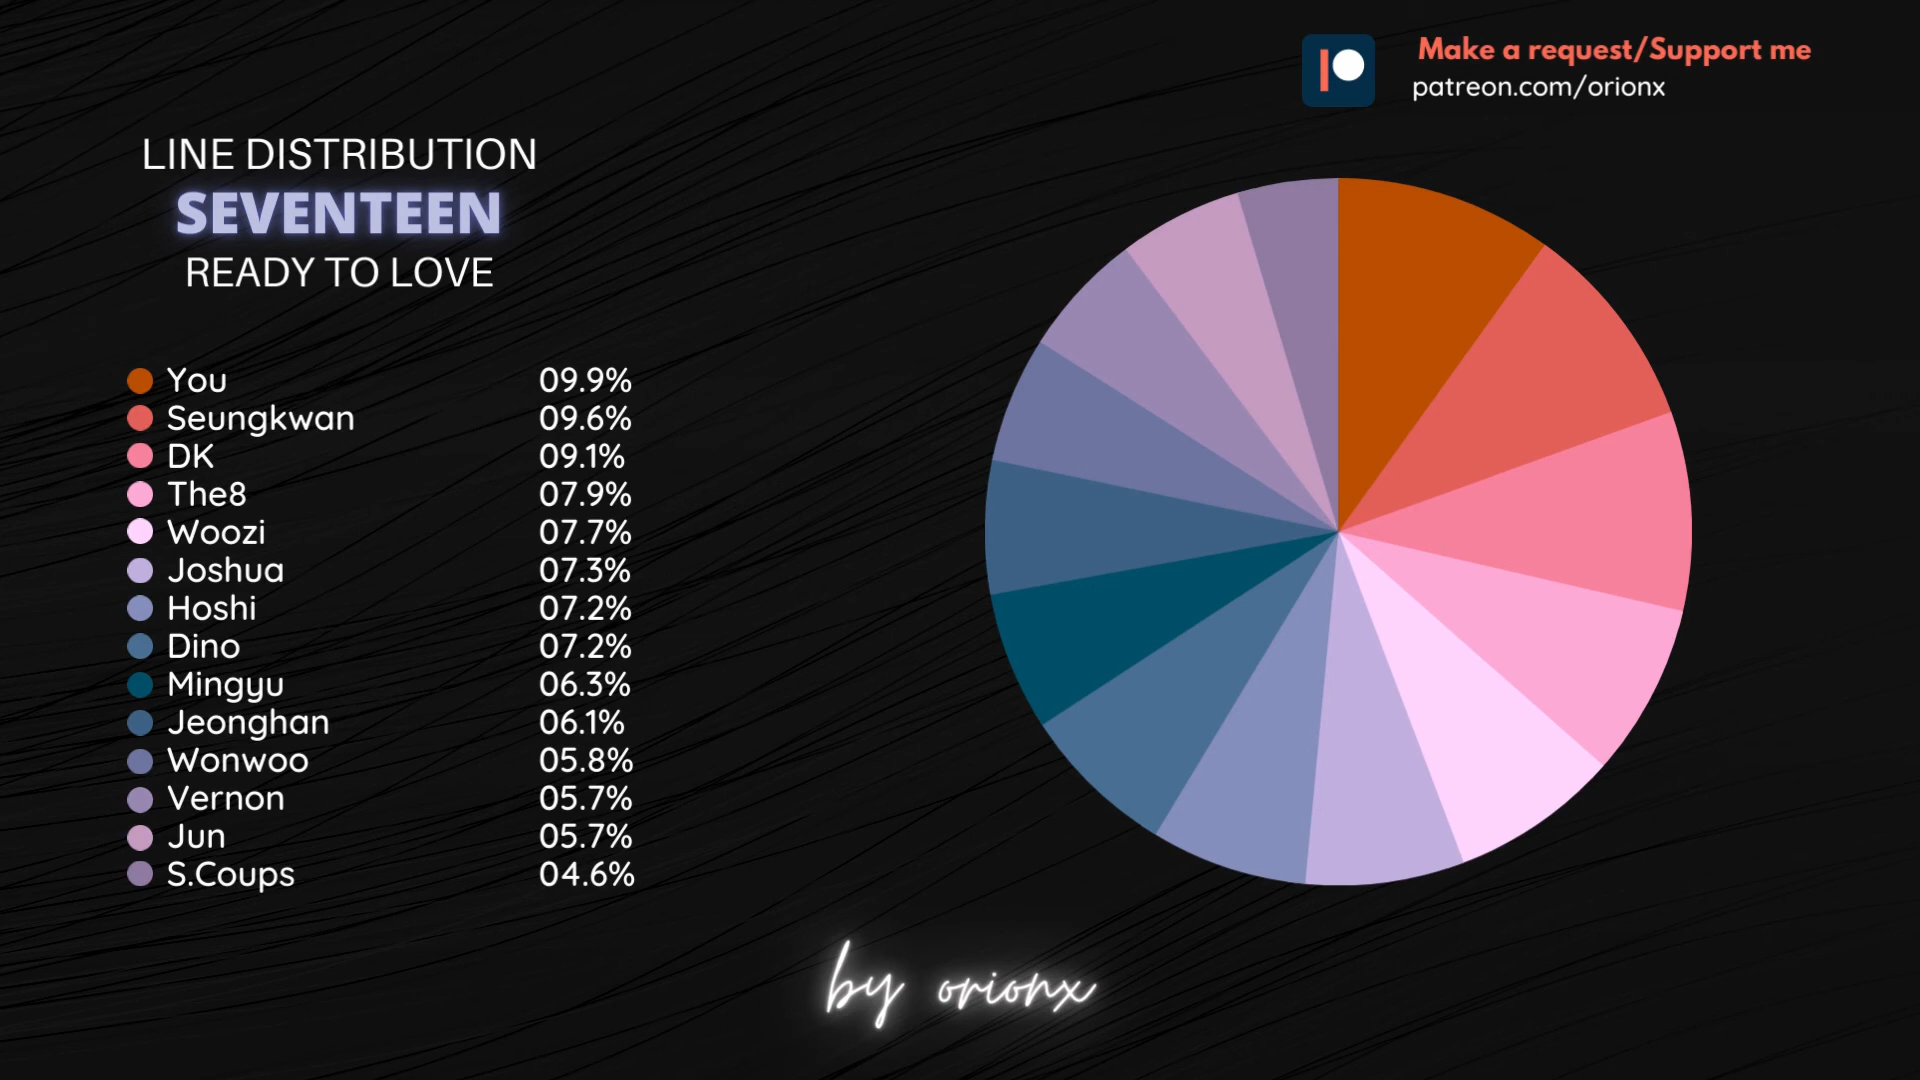 Make a request/Support me
patreon.com/orionx
LINE DISTRIBUTION
SEVENTEEN
READY TO LOVE
You 09.9%
Seungkwan 09.6%
DK 09.1%
The8 07.9%
Woozi 07.7%
Joshua 07.3%
Hoshi 07.2%
Dino 07.2%
Mingyu 06.3%
Jeonghan 06.1%
Wonwoo 05.8%
Vernon 05.7%
Jun 05.7%
S.Coups 04.6%
by orionx